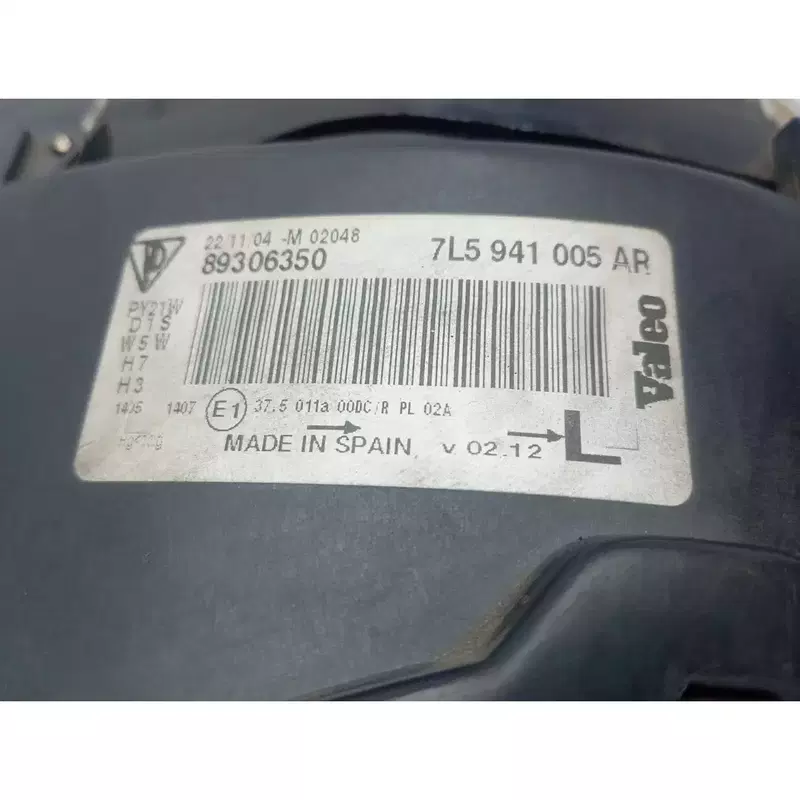 22 11 04 -M 02048
89306350
7L5 941 005 AR
Valeo
PY21W
D1S
W5W
H7
H3
1405 1407
E1 37.5 011a 00DC/R PL 02A
MADE IN SPAIN v 02.12 L